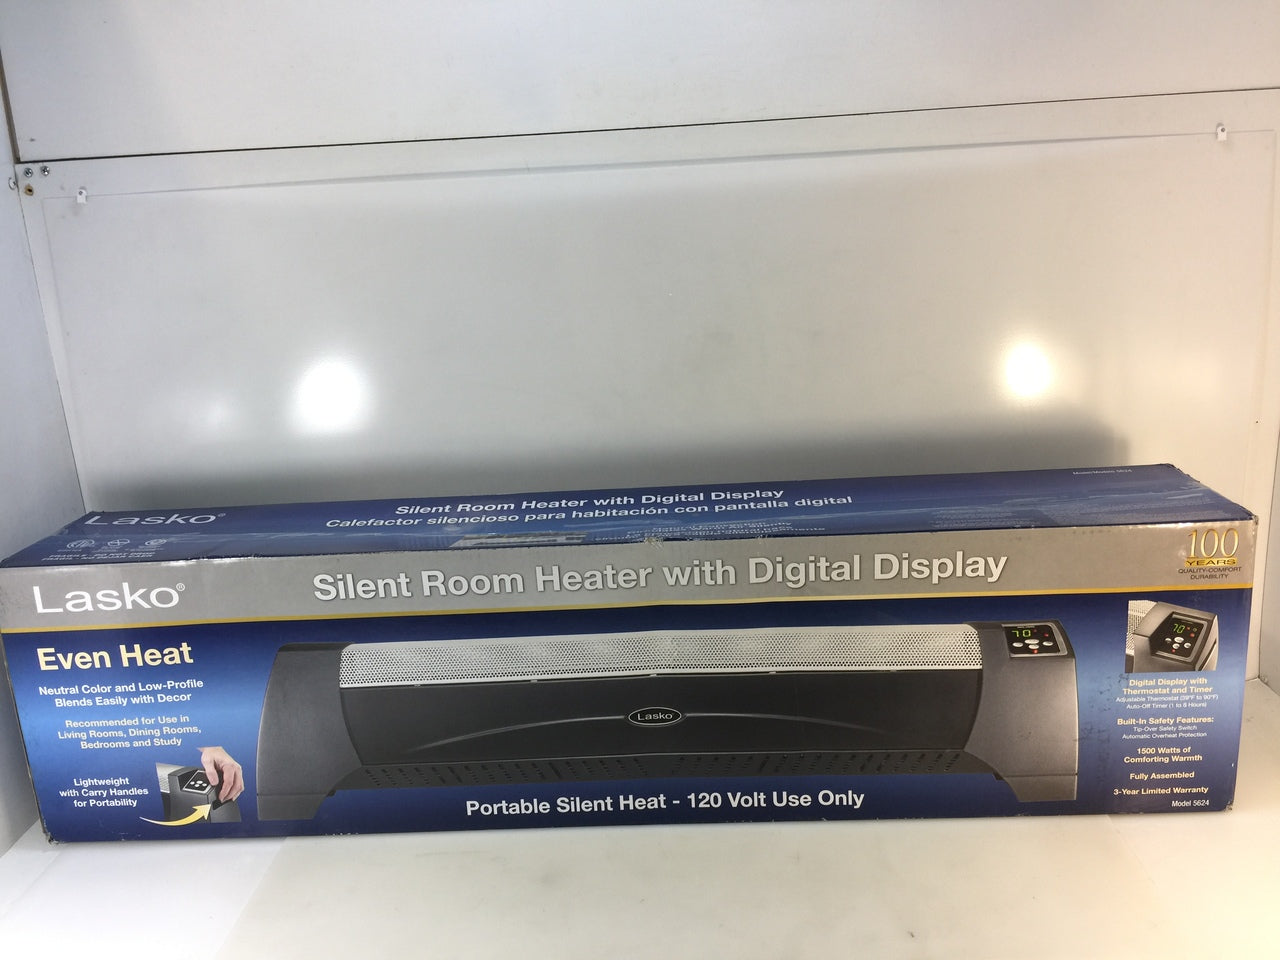 Model/Modelo 5624
Lasko®
Silent Room Heater with Digital Display
Calefactor silencioso para habitación con pantalla digital
Lasko®
Silent Room Heater with Digital Display
100
YEARS
QUALITY•COMFORT
DURABILITY
Even Heat
Neutral Color and Low-Profile
Blends Easily with Decor
Recommended for Use in
Living Rooms, Dining Rooms,
Bedrooms and Study
Lightweight
with Carry Handles
for Portability
70°
Lasko
Portable Silent Heat - 120 Volt Use Only
70°
Digital Display with
Thermostat and Timer
Adjustable Thermostat (59°F to 90°F)
Auto-Off Timer (1 to 8 Hours)
Built-In Safety Features:
Tip-Over Safety Switch
Automatic Overheat Protection
1500 Watts of
Comforting Warmth
Fully Assembled
3-Year Limited Warranty
Model 5624